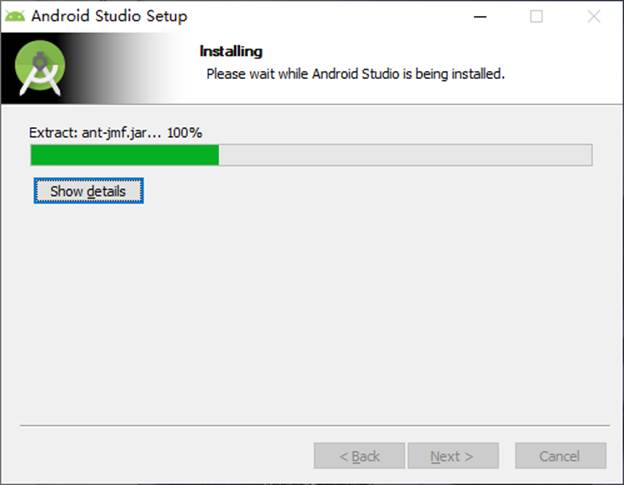 Android Studio Setup
Installing
Please wait while Android Studio is being installed.
Extract: ant-jmf.jar... 100%
Show details
< Back
Next >
Cancel